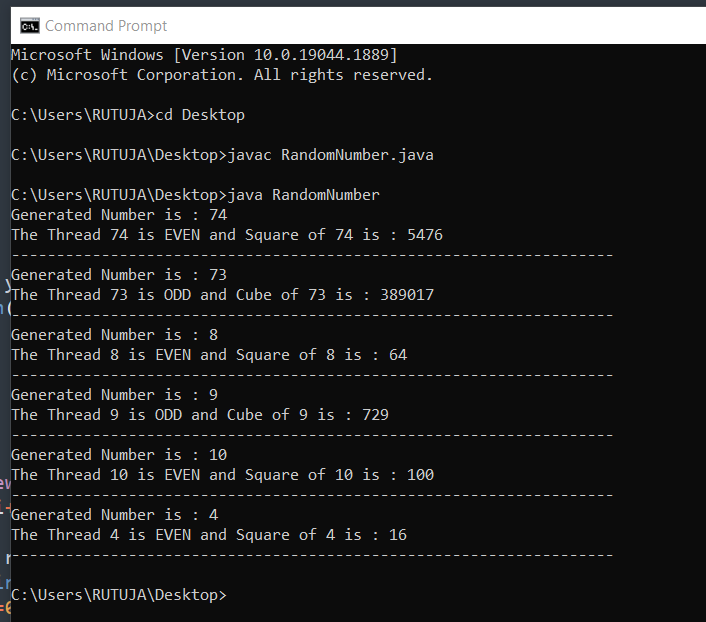 Command Prompt
Microsoft Windows [Version 10.0.19044.1889]
(c) Microsoft Corporation. All rights reserved.
C:\Users\RUTUJA>cd Desktop
C:\Users\RUTUJA\Desktop>javac RandomNumber.java
C:\Users\RUTUJA\Desktop>java RandomNumber
Generated Number is : 74
The Thread 74 is EVEN and Square of 74 is : 5476
-------------------------------------------------------------------
Generated Number is : 73
The Thread 73 is ODD and Cube of 73 is : 389017
-------------------------------------------------------------------
Generated Number is : 8
The Thread 8 is EVEN and Square of 8 is : 64
-------------------------------------------------------------------
Generated Number is : 9
The Thread 9 is ODD and Cube of 9 is : 729
-------------------------------------------------------------------
Generated Number is : 10
The Thread 10 is EVEN and Square of 10 is : 100
-------------------------------------------------------------------
Generated Number is : 4
The Thread 4 is EVEN and Square of 4 is : 16
-------------------------------------------------------------------
C:\Users\RUTUJA\Desktop>